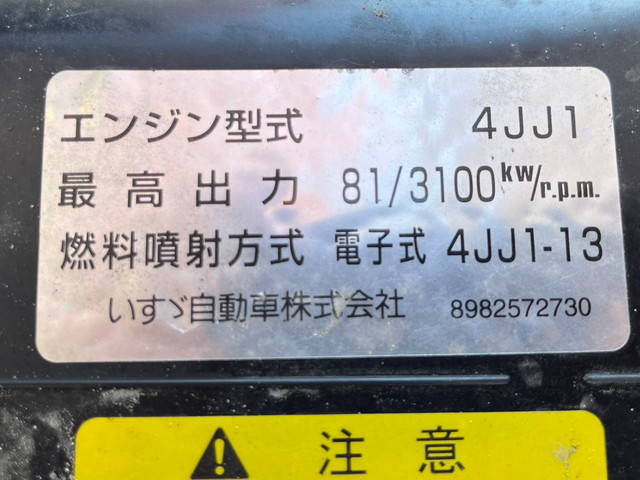 エンジン型式 4JJ1
最高出力 81/3100kW/r.p.m.
燃料噴射方式 電子式 4JJ1-13
いすゞ自動車株式会社 8982572730
注意